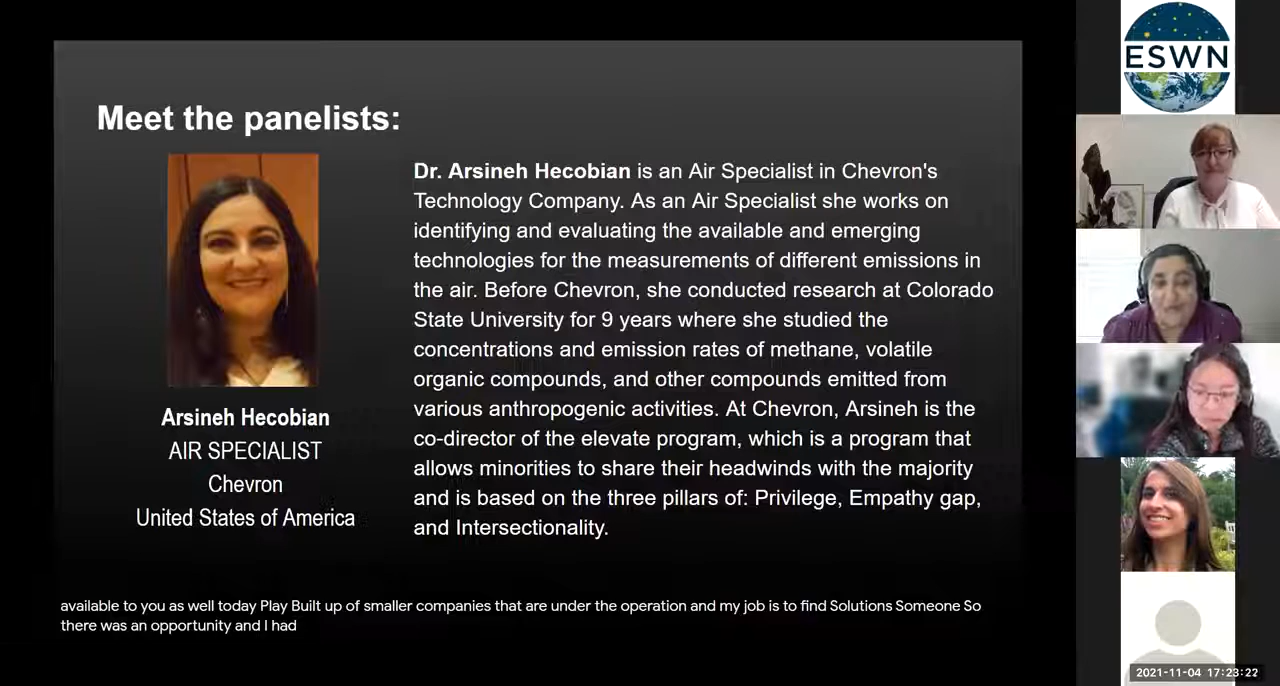 Meet the panelists:
Dr. Arsineh Hecobian is an Air Specialist in Chevron's
Technology Company. As an Air Specialist she works on
identifying and evaluating the available and emerging
technologies for the measurements of different emissions in
the air. Before Chevron, she conducted research at Colorado
State University for 9 years where she studied the
concentrations and emission rates of methane, volatile
organic compounds, and other compounds emitted from
various anthropogenic activities. At Chevron, Arsineh is the
co-director of the elevate program, which is a program that
allows minorities to share their headwinds with the majority
and is based on the three pillars of: Privilege, Empathy gap,
and Intersectionality.
Arsineh Hecobian
AIR SPECIALIST
Chevron
United States of America
available to you as well today Play Built up of smaller companies that are under the operation and my job is to find Solutions Someone So
there was an opportunity and I had
ESWN
2021-11-04 17:23:22